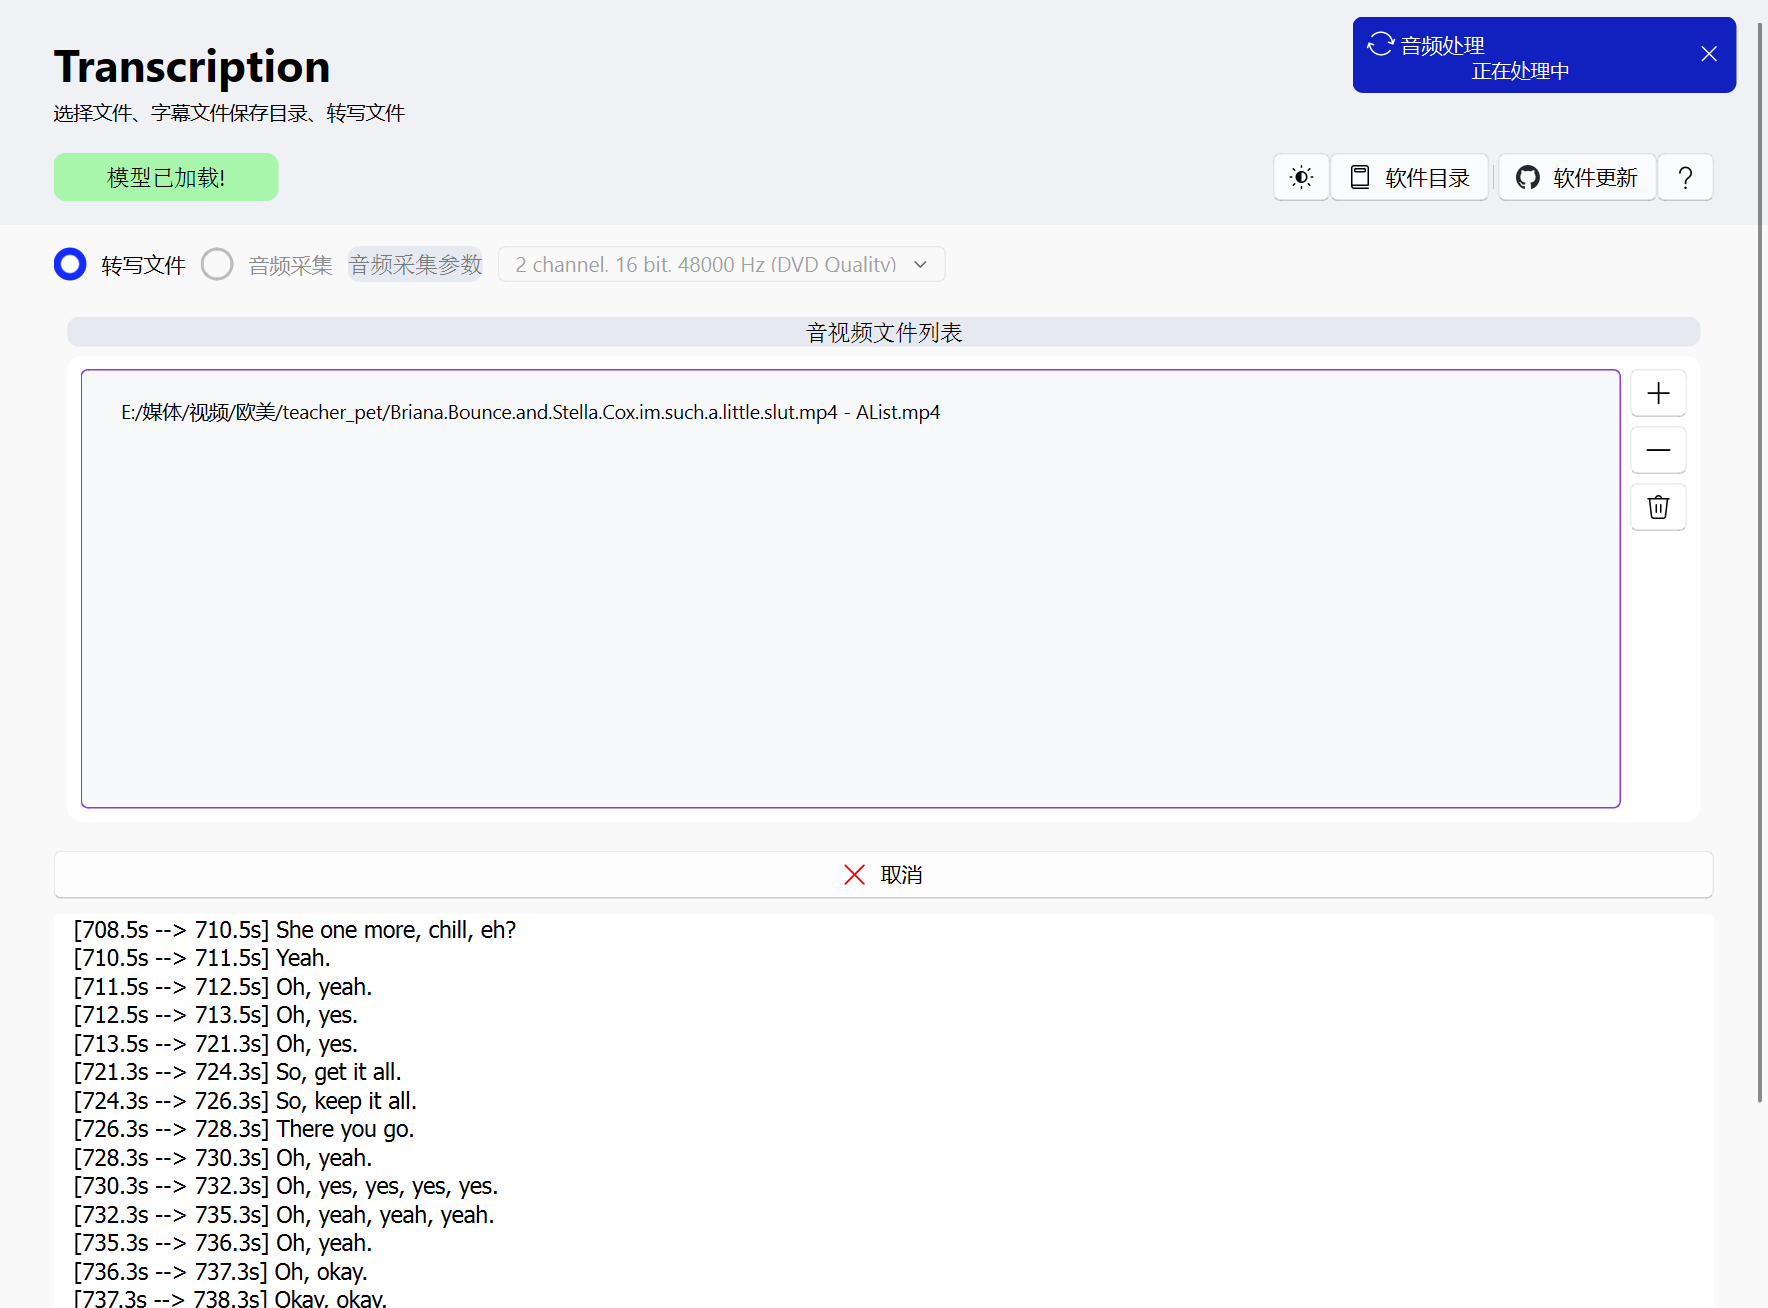 Transcription
选择文件、字幕文件保存目录、转写文件
音频处理
正在处理中
模型已加载!
软件目录
软件更新
?
转写文件
音频采集
音频采集参数
2 channel. 16 bit. 48000 Hz (DVD Quality)
音视频文件列表
E:/媒体/视频/欧美/teacher_pet/Briana.Bounce.and.Stella.Cox.im.such.a.little.slut.mp4 - AList.mp4
取消
[708.5s --> 710.5s] She one more, chill, eh?
[710.5s --> 711.5s] Yeah.
[711.5s --> 712.5s] Oh, yeah.
[712.5s --> 713.5s] Oh, yes.
[713.5s --> 721.3s] Oh, yes.
[721.3s --> 724.3s] So, get it all.
[724.3s --> 726.3s] So, keep it all.
[726.3s --> 728.3s] There you go.
[728.3s --> 730.3s] Oh, yeah.
[730.3s --> 732.3s] Oh, yes, yes, yes, yes.
[732.3s --> 735.3s] Oh, yeah, yeah, yeah.
[735.3s --> 736.3s] Oh, yeah.
[736.3s --> 737.3s] Oh, okay.
[737.3s --> 738.3s] Okay, okay.